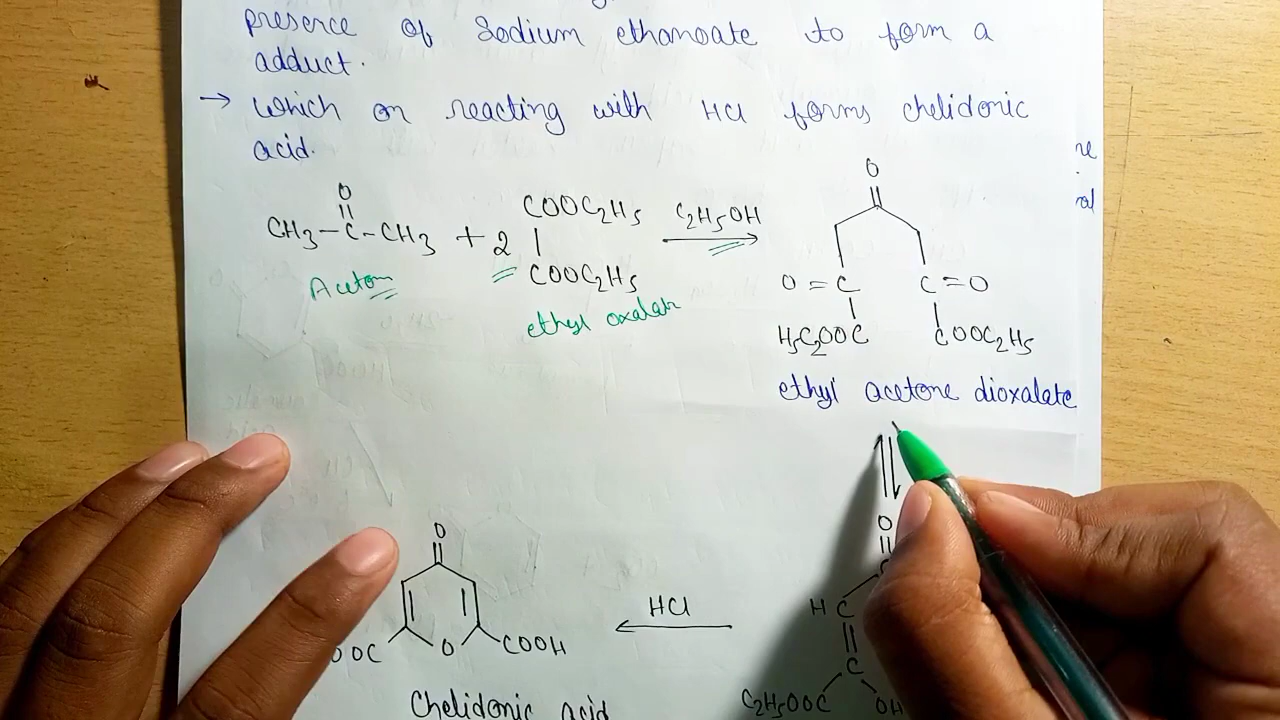 presence of Sodium ethanoate to form a
adduct.
→ which on reacting with HCl forms chelidonic
acid.
O
CH3-C-CH3 + 2 COOC2H5 C2H5OH
COOC2H5
Aceton
ethyl oxalate
O
O=C C=O
H5C2OOC COOC2H5
ethyl acetone dioxalate
O
HC
C
C2H5OOC OH
HCl
O
OOC O COOH
Chelidonic acid